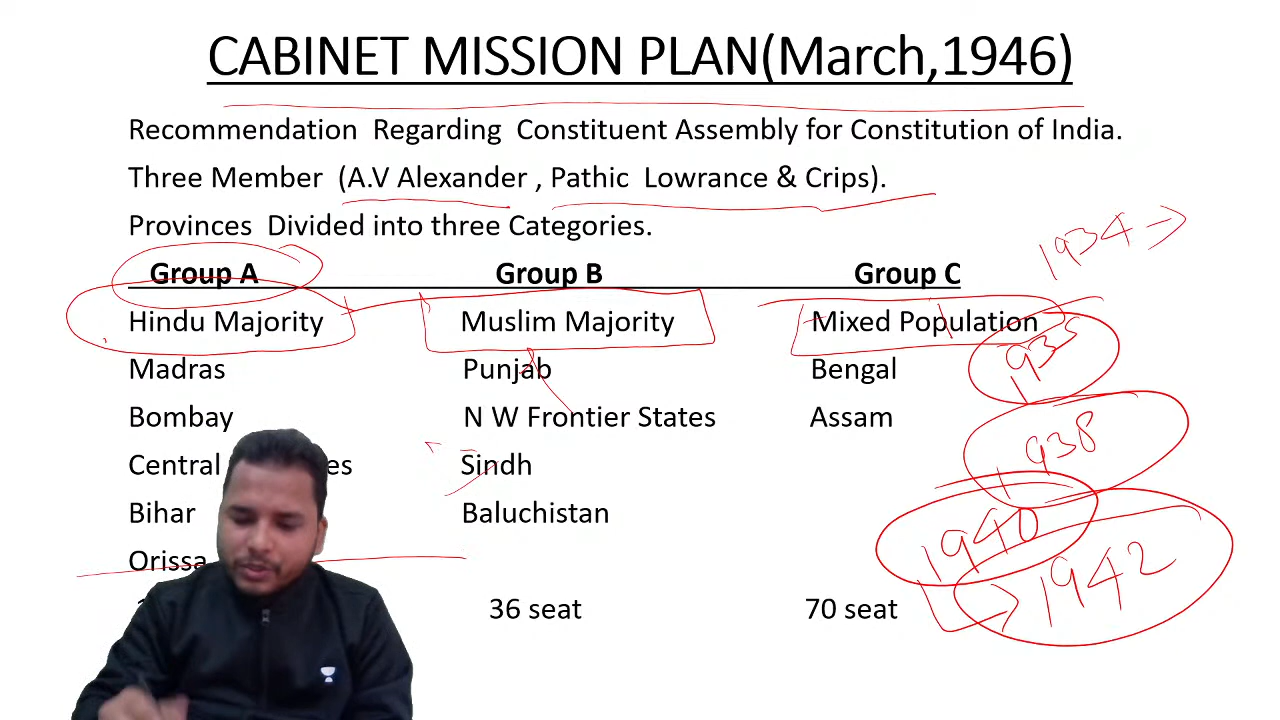 CABINET MISSION PLAN(March,1946)
Recommendation Regarding Constituent Assembly for Constitution of India.
Three Member (A.V Alexander , Pathic Lowrance & Crips).
Provinces Divided into three Categories.
1934
Group A Group B Group C
Hindu Majority Muslim Majority Mixed Population
1935
Madras Punjab Bengal
Bombay N W Frontier States Assam
1938
Central Sindh
Bihar Baluchistan
1940
Orissa
1942
36 seat 70 seat